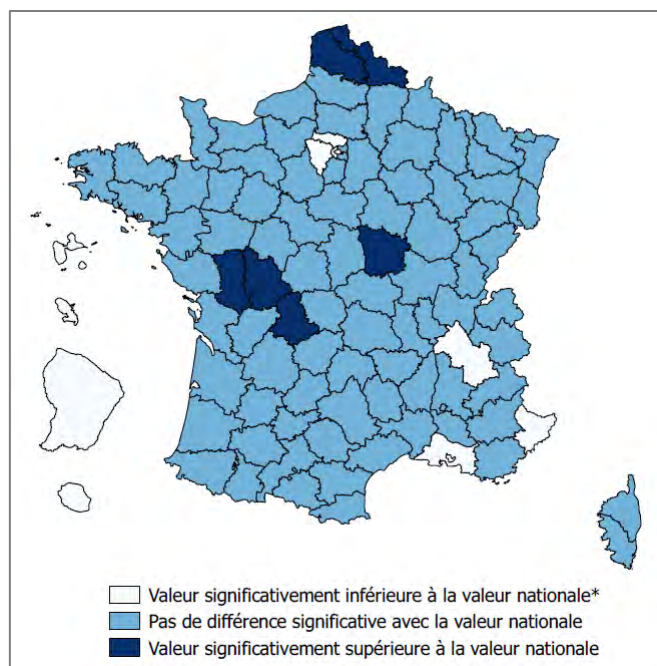 Valeur significativement inférieure à la valeur nationale*
Pas de différence significative avec la valeur nationale
Valeur significativement supérieure à la valeur nationale